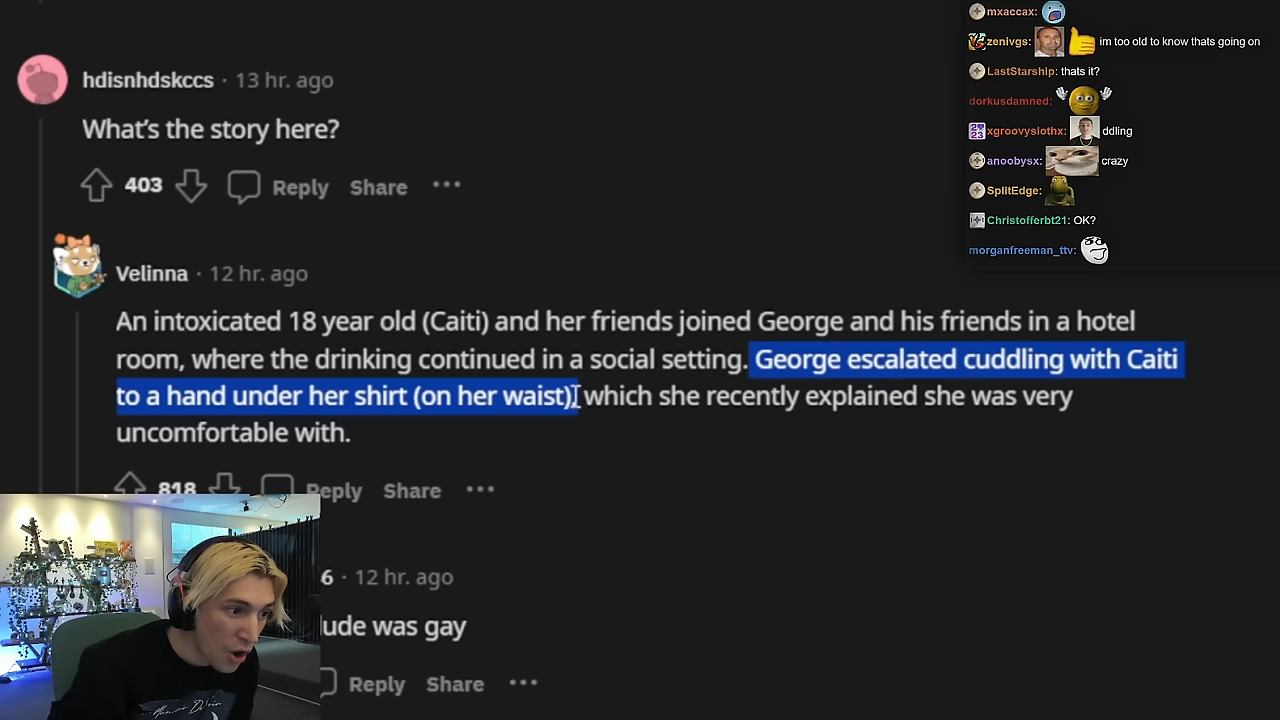 hdisnhdskccs · 13 hr. ago
What's the story here?
403 Reply Share ···
Velinna · 12 hr. ago
An intoxicated 18 year old (Caiti) and her friends joined George and his friends in a hotel
room, where the drinking continued in a social setting. George escalated cuddling with Caiti
to a hand under her shirt (on her waist), which she recently explained she was very
uncomfortable with.
818 Reply Share ···
6 · 12 hr. ago
lude was gay
Reply Share ···
mxaccax:
zenivgs: im too old to know thats going on
LastStarship: thats it?
dorkusdamned:
xgroovyslothx: ddling
anoobysx: crazy
SplitEdge:
Christofferbt21: OK?
morganfreeman_ttv: